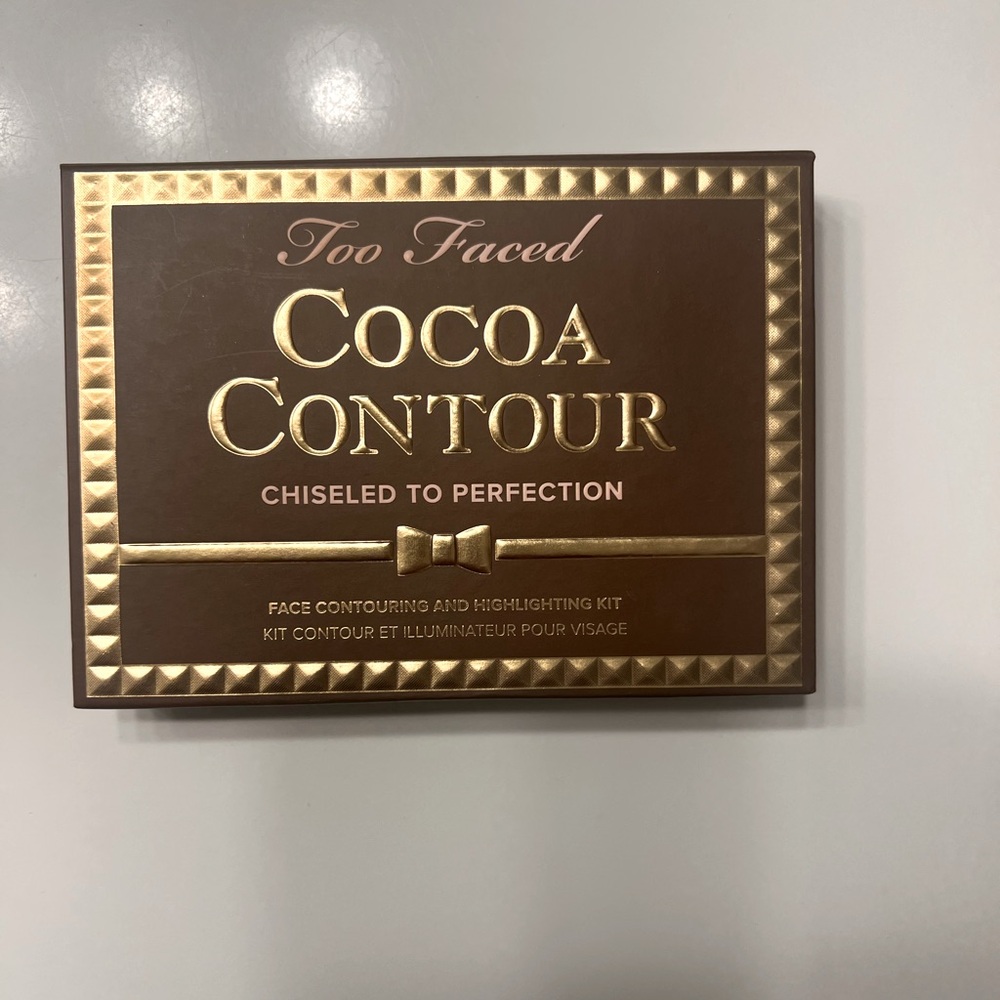 Too Faced
COCOA
CONTOUR
CHISELED TO PERFECTION
FACE CONTOURING AND HIGHLIGHTING KIT
KIT CONTOUR ET ILLUMINATEUR POUR VISAGE